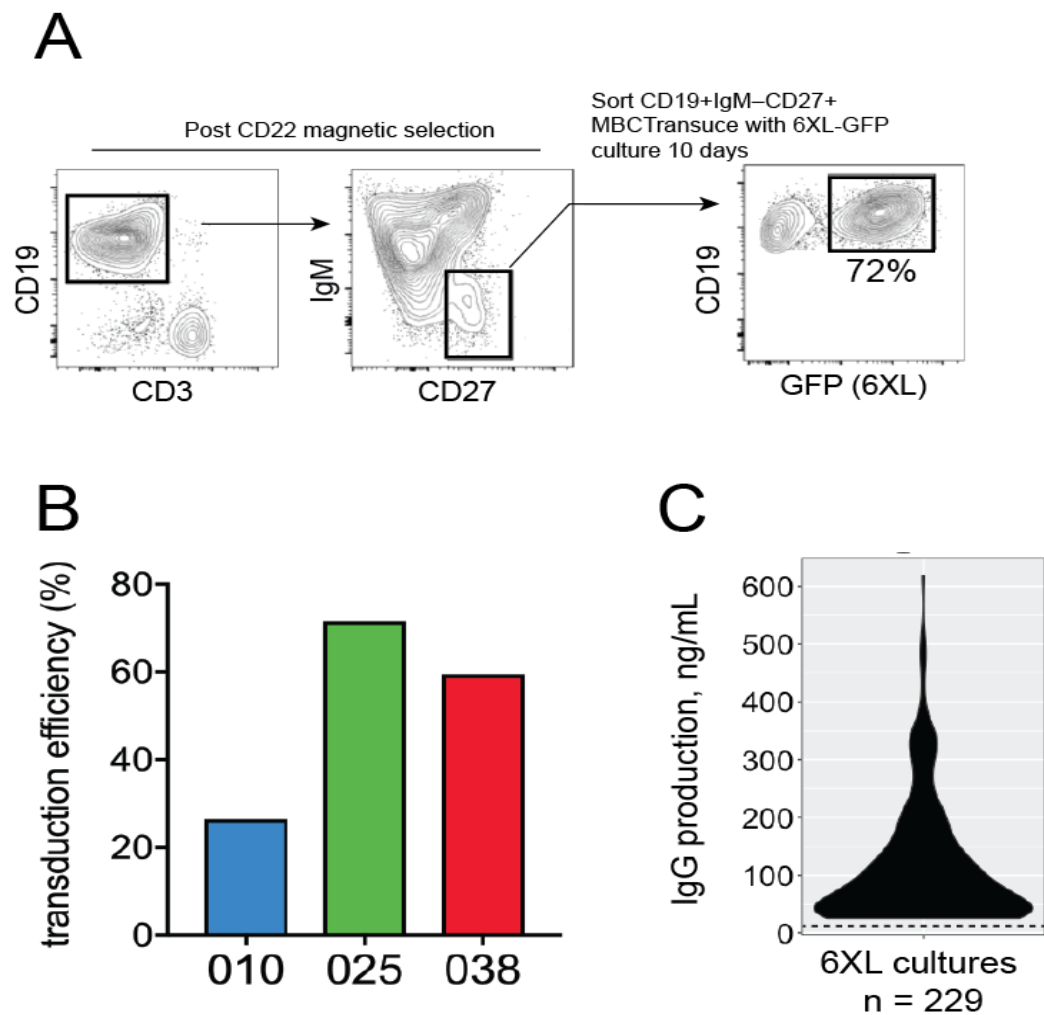 A
Post CD22 magnetic selection
Sort CD19+IgM–CD27+
MBCTransuce with 6XL-GFP
culture 10 days
CD19
CD3
IgM
CD27
CD19
72%
GFP (6XL)
B
transduction efficiency (%)
80
60
40
20
0
010 025 038
C
IgG production, ng/mL
600
500
400
300
200
100
0
6XL cultures
n = 229